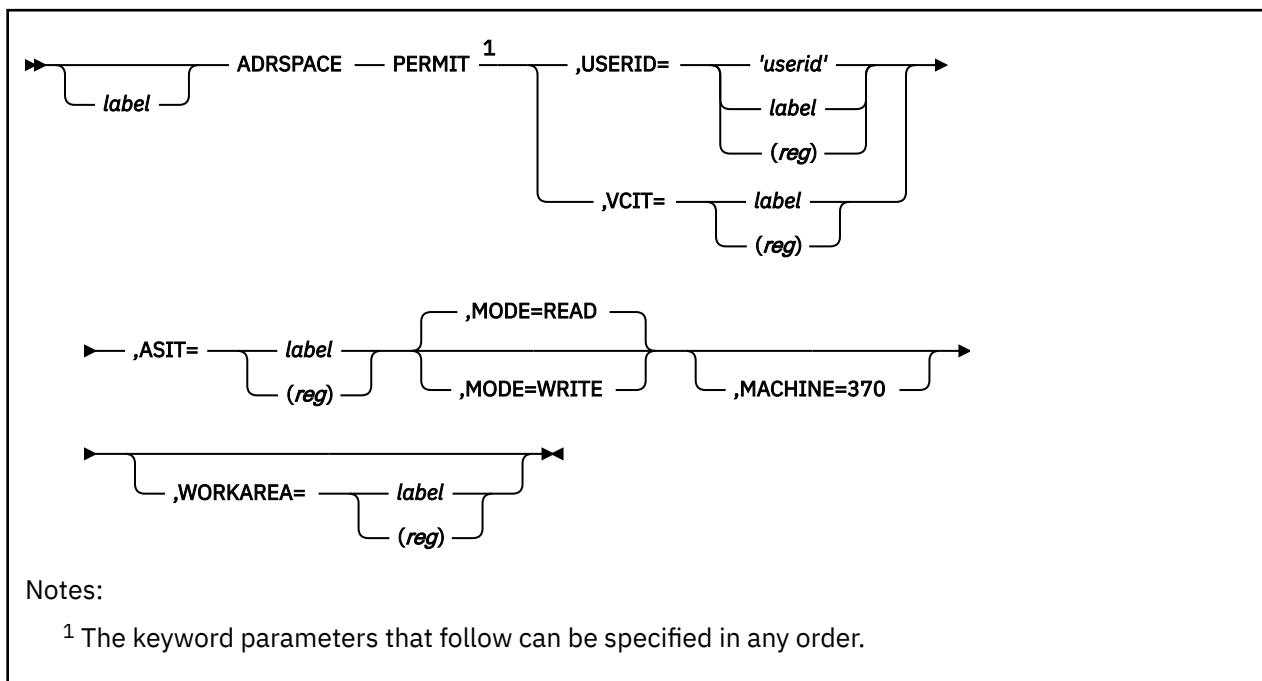 ADRSPACE PERMIT 1 ,USERID= 'userid'
label label
(reg)
,VCIT= label
(reg)
,MODE=READ
,ASIT= label
(reg) ,MODE=WRITE ,MACHINE=370
,WORKAREA= label
(reg)
Notes:
1 The keyword parameters that follow can be specified in any order.